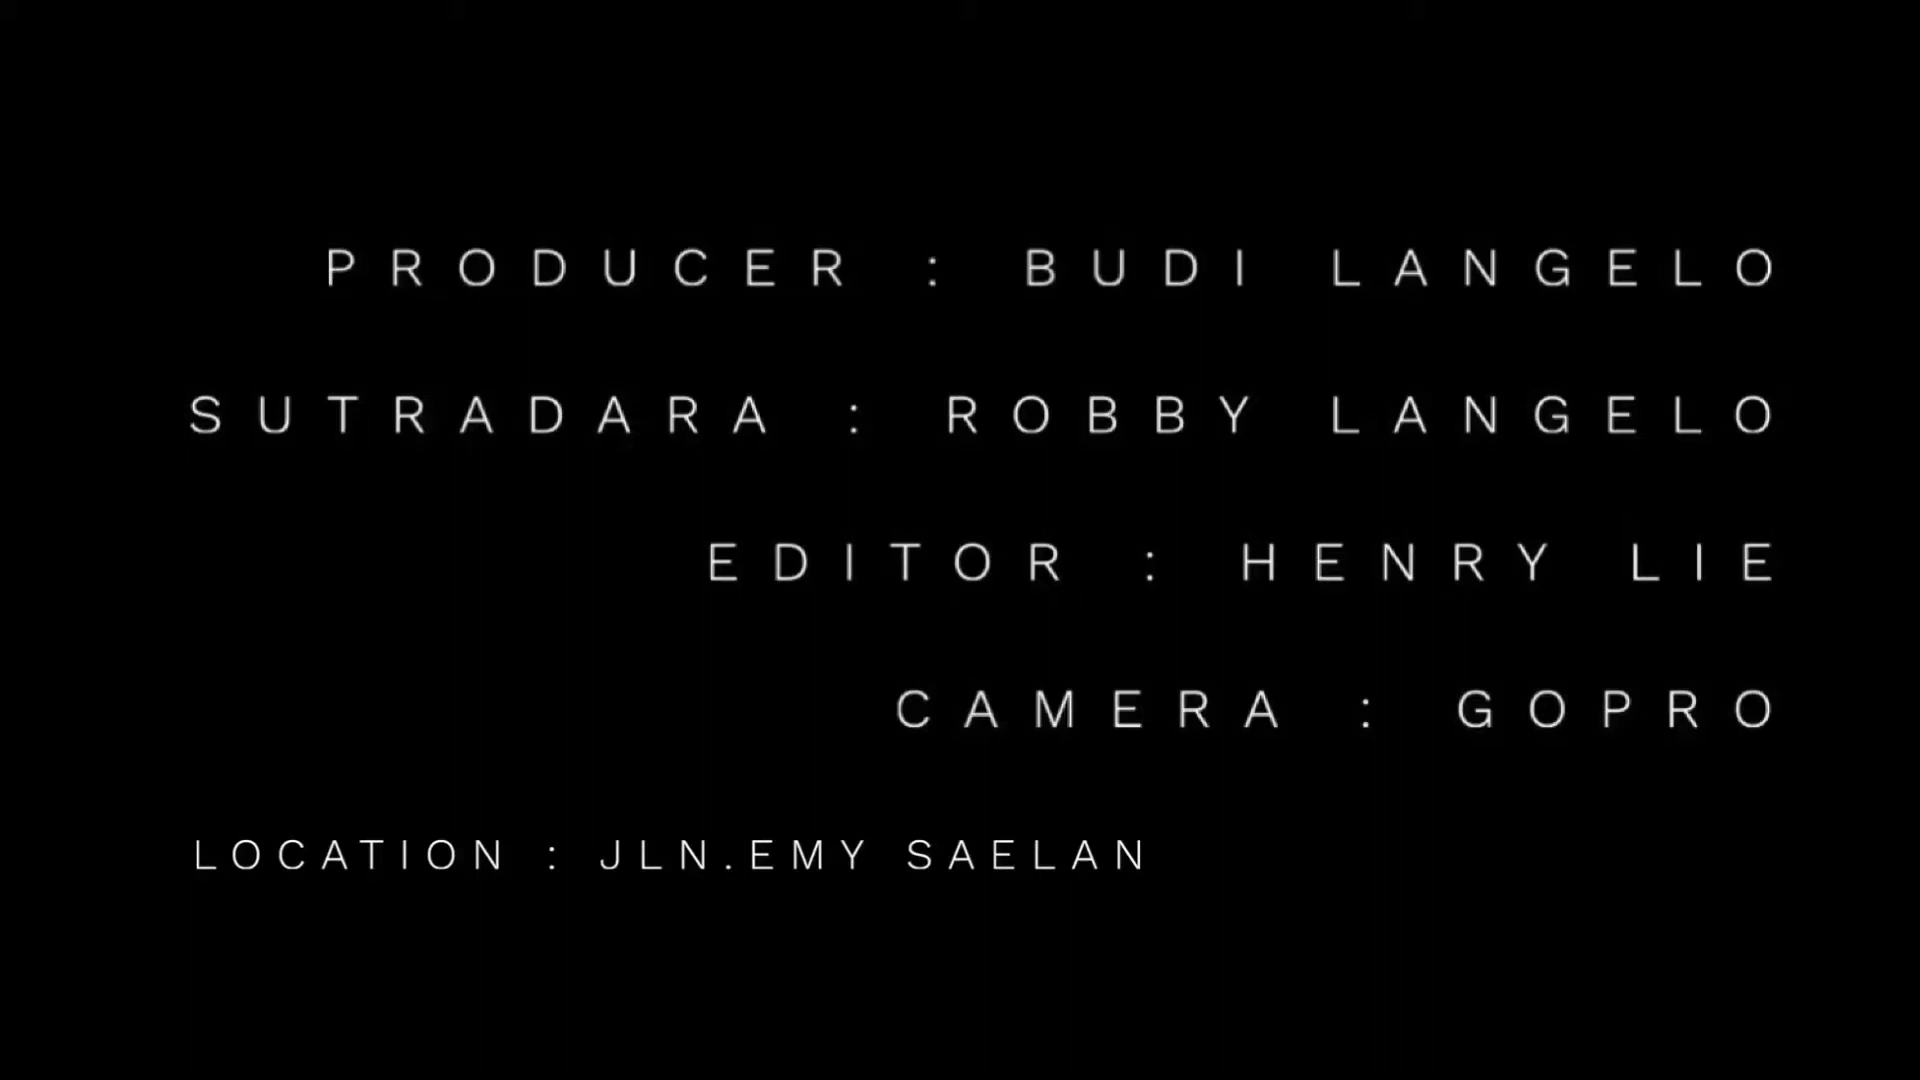 PRODUCER : BUDI LANGELO
SUTRADARA : ROBBY LANGELO
EDITOR : HENRY LIE
CAMERA : GOPRO
LOCATION : JLN.EMY SAELAN